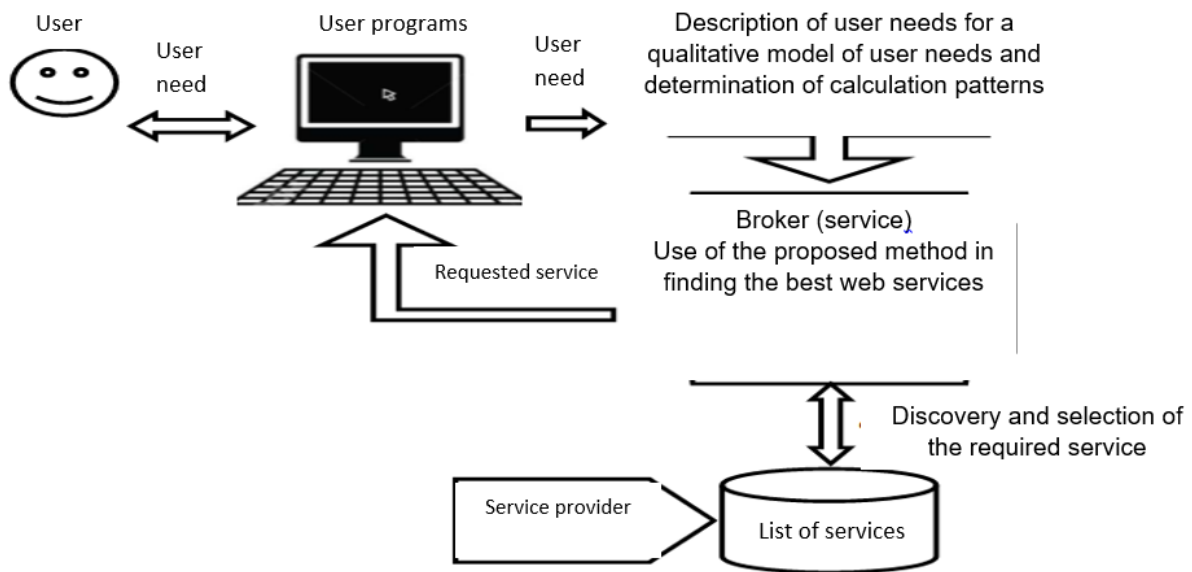 User
User
need
User programs
User
need
Description of user needs for a
qualitative model of user needs and
determination of calculation patterns
Broker (service)
Use of the proposed method in
finding the best web services
Requested service
Discovery and selection of
the required service
Service provider
List of services